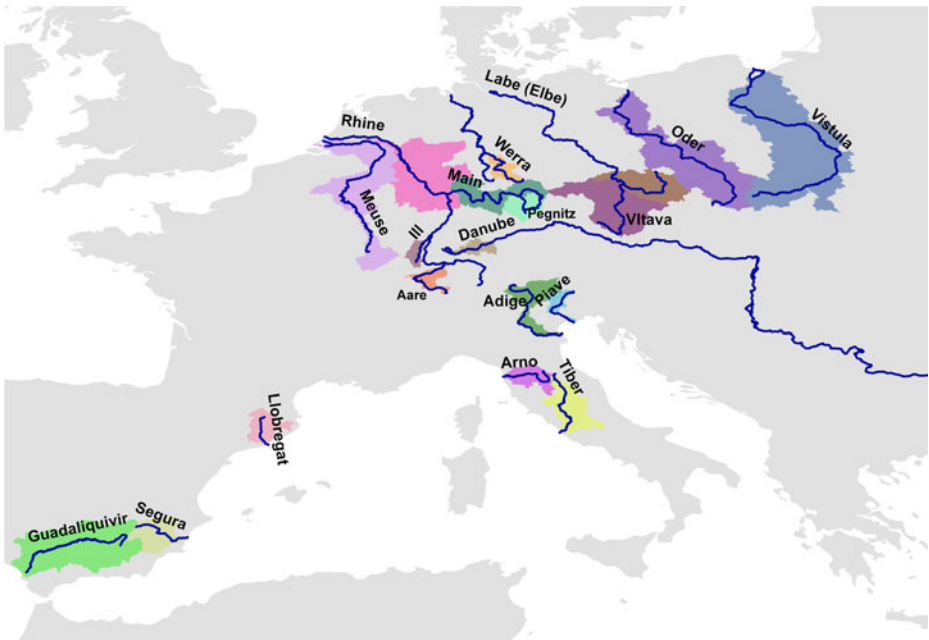 Labe (Elbe)
Rhine
Oder
Vistula
Werra
Main
Meuse
Pegnitz
Vltava
Ill
Danube
Aare
Adige
Piave
Arno
Tiber
Llobregat
Guadaliquivir
Segura